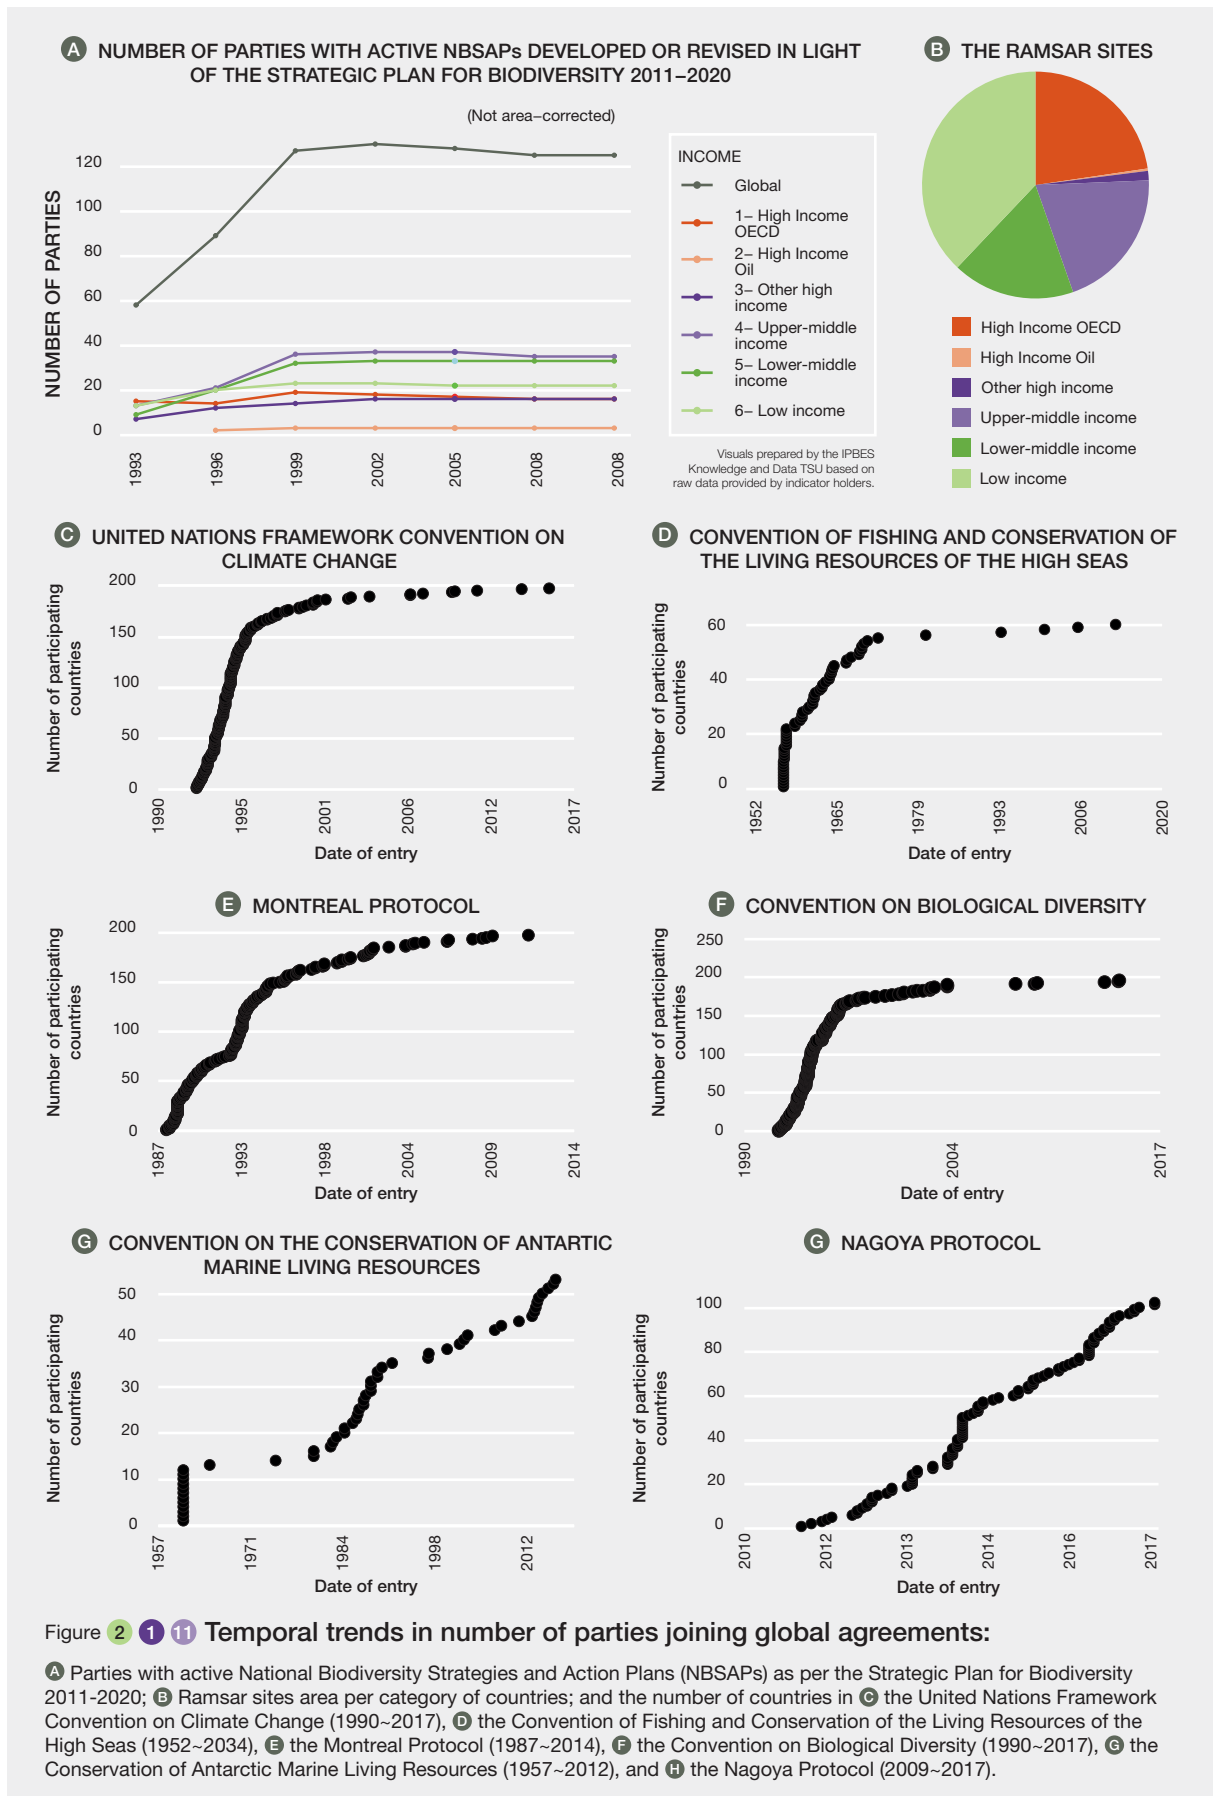 A NUMBER OF PARTIES WITH ACTIVE NBSAPs DEVELOPED OR REVISED IN LIGHT
OF THE STRATEGIC PLAN FOR BIODIVERSITY 2011–2020
(Not area–corrected)
NUMBER OF PARTIES
120
100
80
60
40
20
0
1993
1996
1999
2002
2005
2008
2008
INCOME
Global
1– High Income
OECD
2– High Income
Oil
3– Other high
income
4– Upper-middle
income
5– Lower-middle
income
6– Low income
Visuals prepared by the IPBES
Knowledge and Data TSU based on
raw data provided by indicator holders.
B THE RAMSAR SITES
High Income OECD
High Income Oil
Other high income
Upper-middle income
Lower-middle income
Low income
C UNITED NATIONS FRAMEWORK CONVENTION ON
CLIMATE CHANGE
Number of participating
countries
200
150
100
50
0
1990
1995
2001
2006
2012
2017
Date of entry
D CONVENTION OF FISHING AND CONSERVATION OF
THE LIVING RESOURCES OF THE HIGH SEAS
Number of participating
countries
60
40
20
0
1952
1965
1979
1993
2006
2020
Date of entry
E MONTREAL PROTOCOL
Number of participating
countries
200
150
100
50
0
1987
1993
1998
2004
2009
2014
Date of entry
F CONVENTION ON BIOLOGICAL DIVERSITY
Number of participating
countries
250
200
150
100
50
0
1990
2004
2017
Date of entry
G CONVENTION ON THE CONSERVATION OF ANTARTIC
MARINE LIVING RESOURCES
Number of participating
countries
50
40
30
20
10
0
1957
1971
1984
1998
2012
Date of entry
G NAGOYA PROTOCOL
Number of participating
countries
100
80
60
40
20
0
2010
2012
2013
2014
2016
2017
Date of entry
Figure 2 1 11 Temporal trends in number of parties joining global agreements:
A Parties with active National Biodiversity Strategies and Action Plans (NBSAPs) as per the Strategic Plan for Biodiversity
2011-2020; B Ramsar sites area per category of countries; and the number of countries in C the United Nations Framework
Convention on Climate Change (1990~2017), D the Convention of Fishing and Conservation of the Living Resources of the
High Seas (1952~2034), E the Montreal Protocol (1987~2014), F the Convention on Biological Diversity (1990~2017), G the
Conservation of Antarctic Marine Living Resources (1957~2012), and H the Nagoya Protocol (2009~2017).